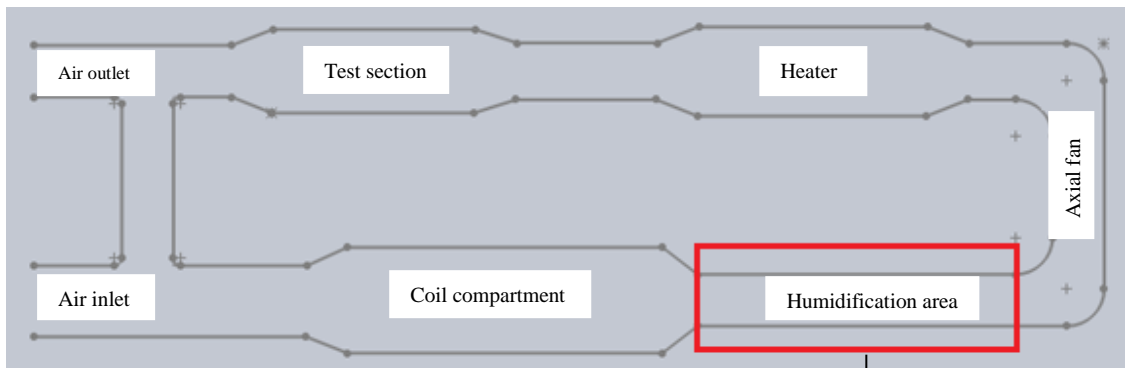 Air outlet
Test section
Heater
Axial fan
Air inlet
Coil compartment
Humidification area